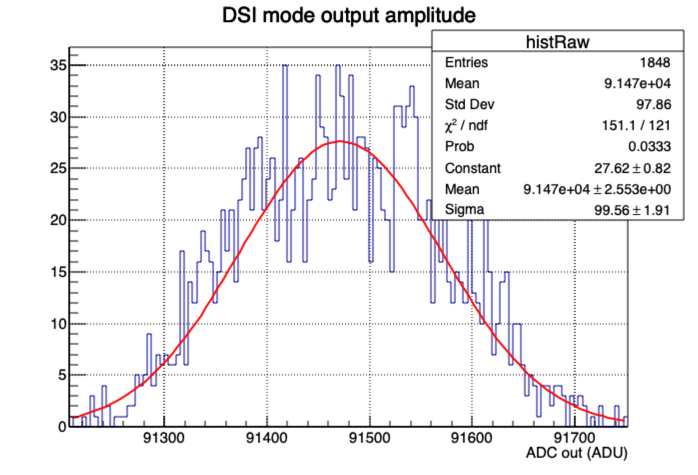 DSI mode output amplitude
histRaw
Entries 1848
Mean 9.147e+04
Std Dev 97.86
χ² / ndf 151.1 / 121
Prob 0.0333
Constant 27.62 ± 0.82
Mean 9.147e+04 ± 2.553e+00
Sigma 99.56 ± 1.91
35
30
25
20
15
10
5
0
91300 91400 91500 91600 91700
ADC out (ADU)